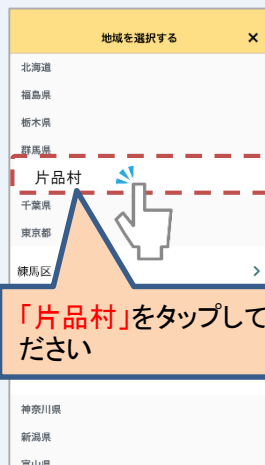 地域を選択する ×
北海道
福島県
栃木県
群馬県
片品村
千葉県
東京都
練馬区 >
「片品村」をタップして
ださい
神奈川県
新潟県
富山県